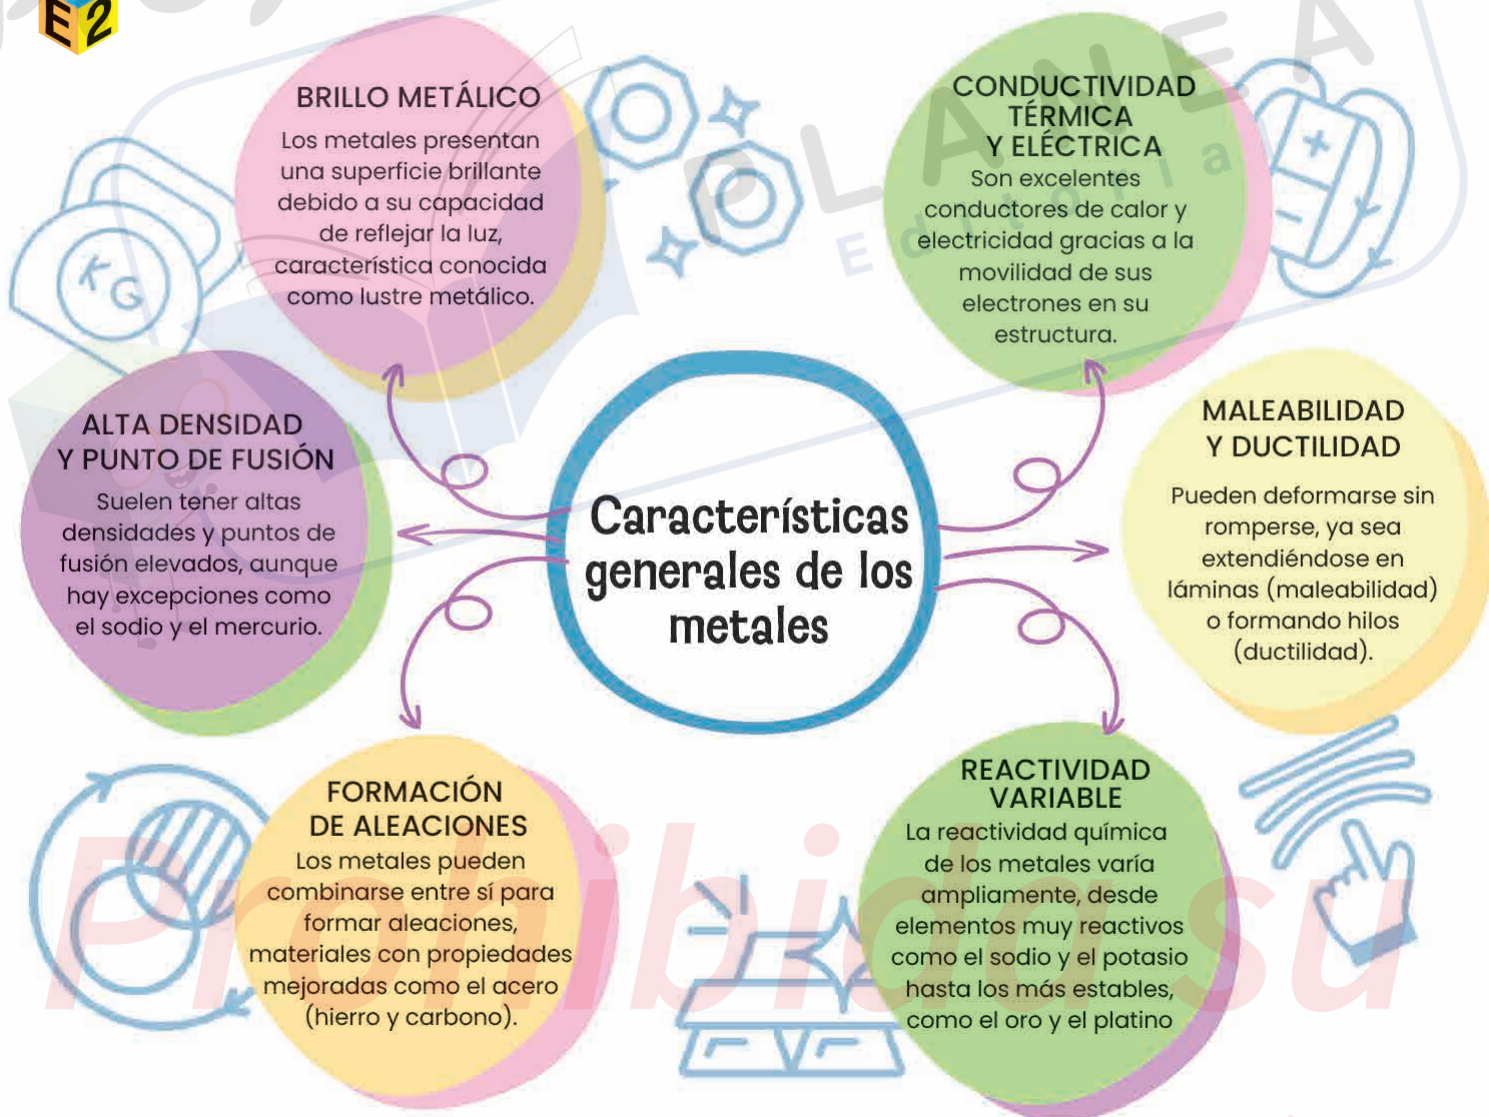 E2
BRILLO METÁLICO
Los metales presentan
una superficie brillante
debido a su capacidad
de reflejar la luz,
característica conocida
como lustre metálico.
CONDUCTIVIDAD
TÉRMICA
Y ELÉCTRICA
Son excelentes
conductores de calor y
electricidad gracias a la
movilidad de sus
electrones en su
estructura.
KG
PLANEA
Editorial
ALTA DENSIDAD
Y PUNTO DE FUSIÓN
Suelen tener altas
densidades y puntos de
fusión elevados, aunque
hay excepciones como
el sodio y el mercurio.
Características
generales de los
metales
MALEABILIDAD
Y DUCTILIDAD
Pueden deformarse sin
romperse, ya sea
extendiéndose en
láminas (maleabilidad)
o formando hilos
(ductilidad).
FORMACIÓN
DE ALEACIONES
Los metales pueden
combinarse entre sí para
formar aleaciones,
materiales con propiedades
mejoradas como el acero
(hierro y carbono).
REACTIVIDAD
VARIABLE
La reactividad química
de los metales varía
ampliamente, desde
elementos muy reactivos
como el sodio y el potasio
hasta los más estables,
como el oro y el platino
Prohibida su